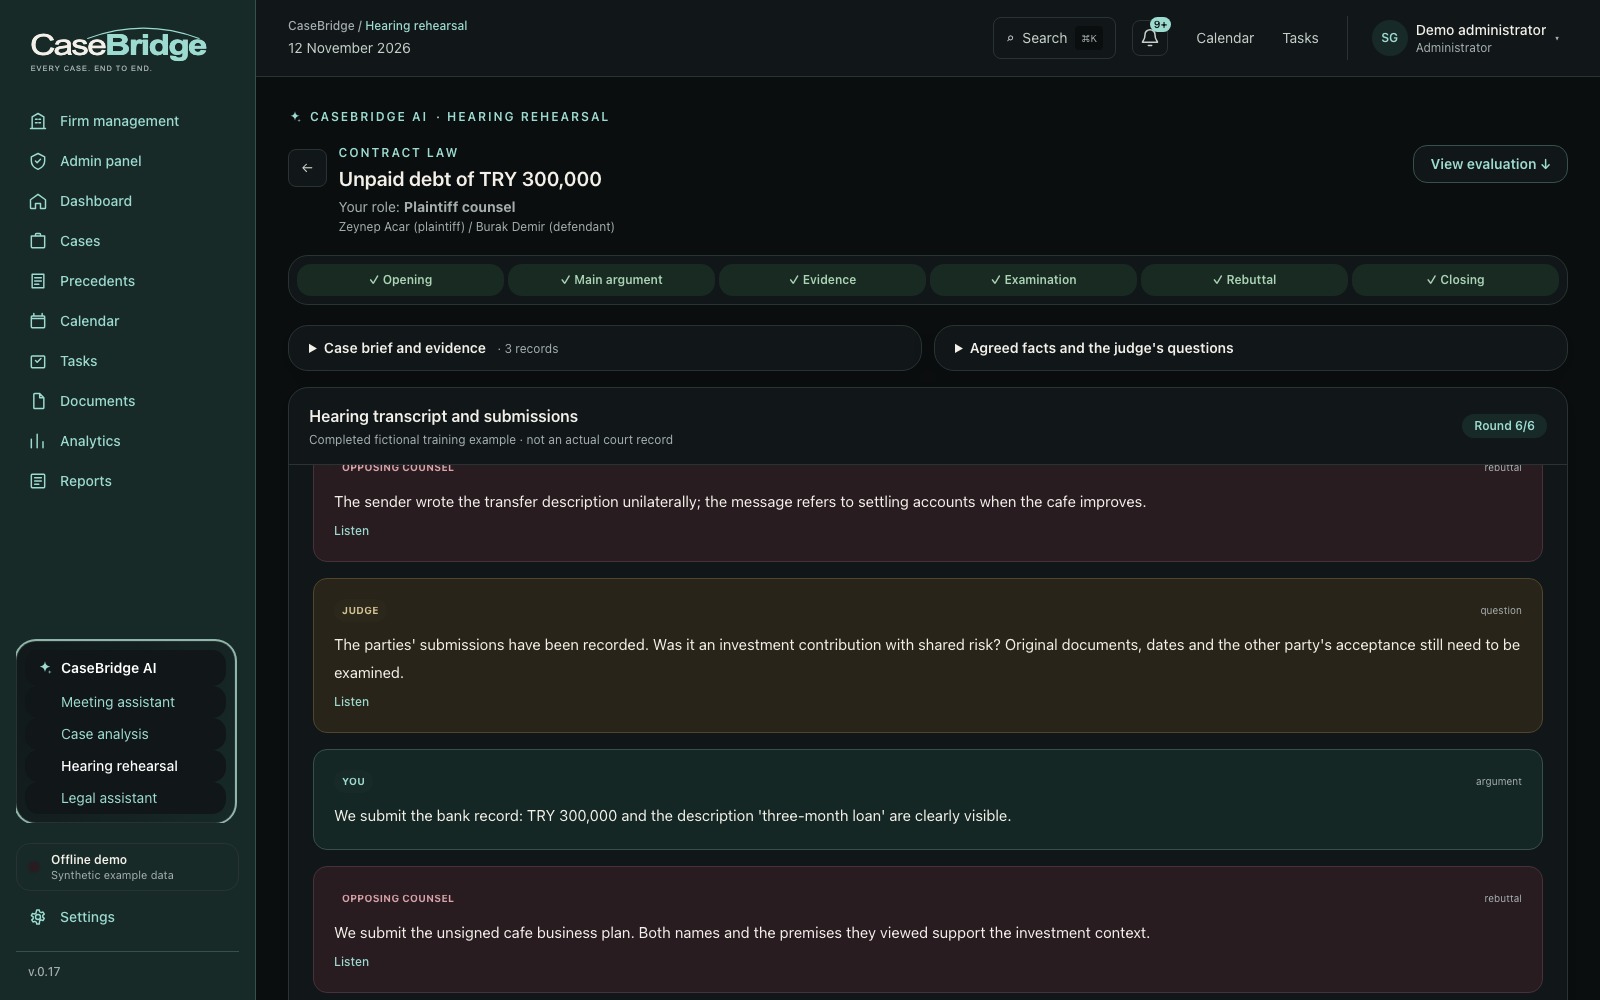 CaseBridge
EVERY CASE. END TO END.
Firm management
Admin panel
Dashboard
Cases
Precedents
Calendar
Tasks
Documents
Analytics
Reports
CaseBridge AI
Meeting assistant
Case analysis
Hearing rehearsal
Legal assistant
Offline demo
Synthetic example data
Settings
v.0.17
CaseBridge / Hearing rehearsal
12 November 2026
Search ⌘K
9+
Calendar
Tasks
SG
Demo administrator
Administrator
CASEBRIDGE AI · HEARING REHEARSAL
←
CONTRACT LAW
Unpaid debt of TRY 300,000
Your role: Plaintiff counsel
Zeynep Acar (plaintiff) / Burak Demir (defendant)
View evaluation ↓
✓ Opening
✓ Main argument
✓ Evidence
✓ Examination
✓ Rebuttal
✓ Closing
▶ Case brief and evidence · 3 records
▶ Agreed facts and the judge's questions
Hearing transcript and submissions
Completed fictional training example · not an actual court record
Round 6/6
OPPOSING COUNSEL
rebuttal
The sender wrote the transfer description unilaterally; the message refers to settling accounts when the cafe improves.
Listen
JUDGE
question
The parties' submissions have been recorded. Was it an investment contribution with shared risk? Original documents, dates and the other party's acceptance still need to be
examined.
Listen
YOU
argument
We submit the bank record: TRY 300,000 and the description 'three-month loan' are clearly visible.
OPPOSING COUNSEL
rebuttal
We submit the unsigned cafe business plan. Both names and the premises they viewed support the investment context.
Listen